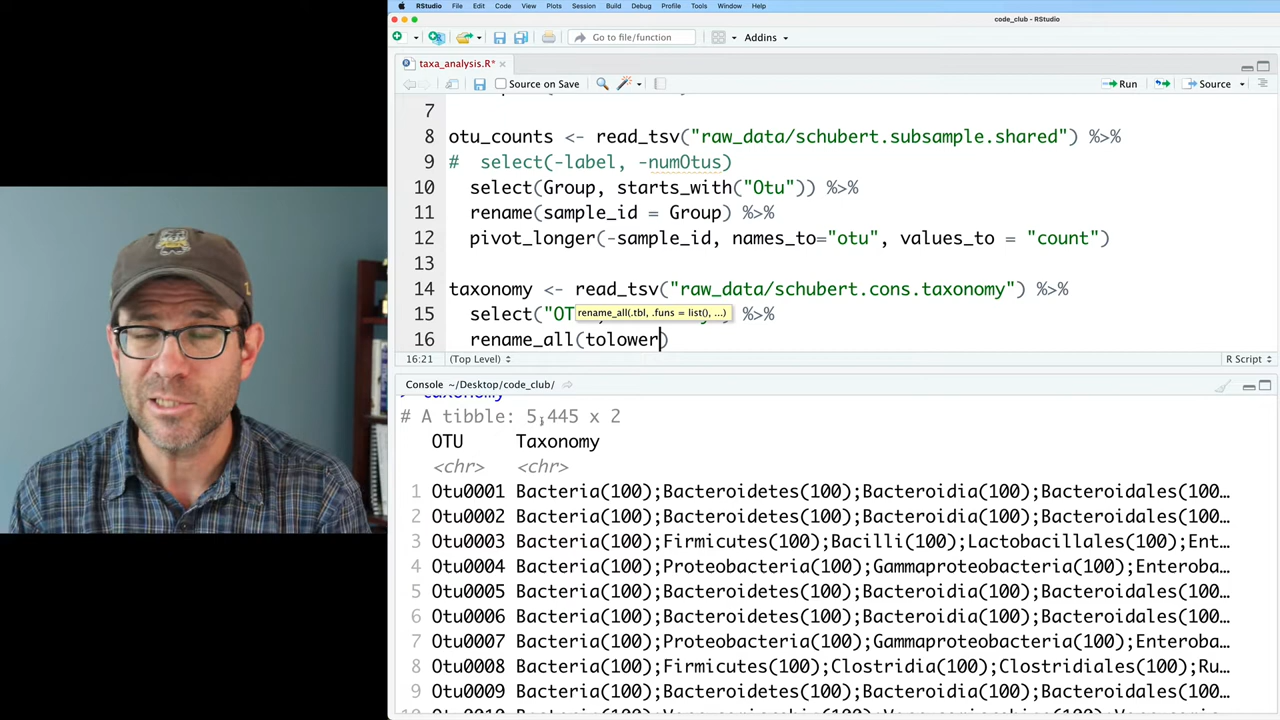 RStudio File Edit Code View Plots Session Build Debug Profile Tools Window Help
code_club - RStudio
Go to file/function Addins
taxa_analysis.R*
Source on Save Run Source
7
8 otu_counts <- read_tsv("raw_data/schubert.subsample.shared") %>%
9 # select(-label, -numOtus)
10 select(Group, starts_with("Otu")) %>%
11 rename(sample_id = Group) %>%
12 pivot_longer(-sample_id, names_to="otu", values_to = "count")
13
14 taxonomy <- read_tsv("raw_data/schubert.cons.taxonomy") %>%
rename_all(.tbl, .funs = list(), ...)
15 select("OT %>%
16 rename_all(tolower)
16:21 (Top Level) R Script
Console ~/Desktop/code_club/
> taxonomy
# A tibble: 5,445 x 2
OTU Taxonomy
<chr> <chr>
1 Otu0001 Bacteria(100);Bacteroidetes(100);Bacteroidia(100);Bacteroidales(100…
2 Otu0002 Bacteria(100);Bacteroidetes(100);Bacteroidia(100);Bacteroidales(100…
3 Otu0003 Bacteria(100);Firmicutes(100);Bacilli(100);Lactobacillales(100);Ent…
4 Otu0004 Bacteria(100);Proteobacteria(100);Gammaproteobacteria(100);Enteroba…
5 Otu0005 Bacteria(100);Bacteroidetes(100);Bacteroidia(100);Bacteroidales(100…
6 Otu0006 Bacteria(100);Bacteroidetes(100);Bacteroidia(100);Bacteroidales(100…
7 Otu0007 Bacteria(100);Proteobacteria(100);Gammaproteobacteria(100);Enteroba…
8 Otu0008 Bacteria(100);Firmicutes(100);Clostridia(100);Clostridiales(100);Ru…
9 Otu0009 Bacteria(100);Bacteroidetes(100);Bacteroidia(100);Bacteroidales(100…